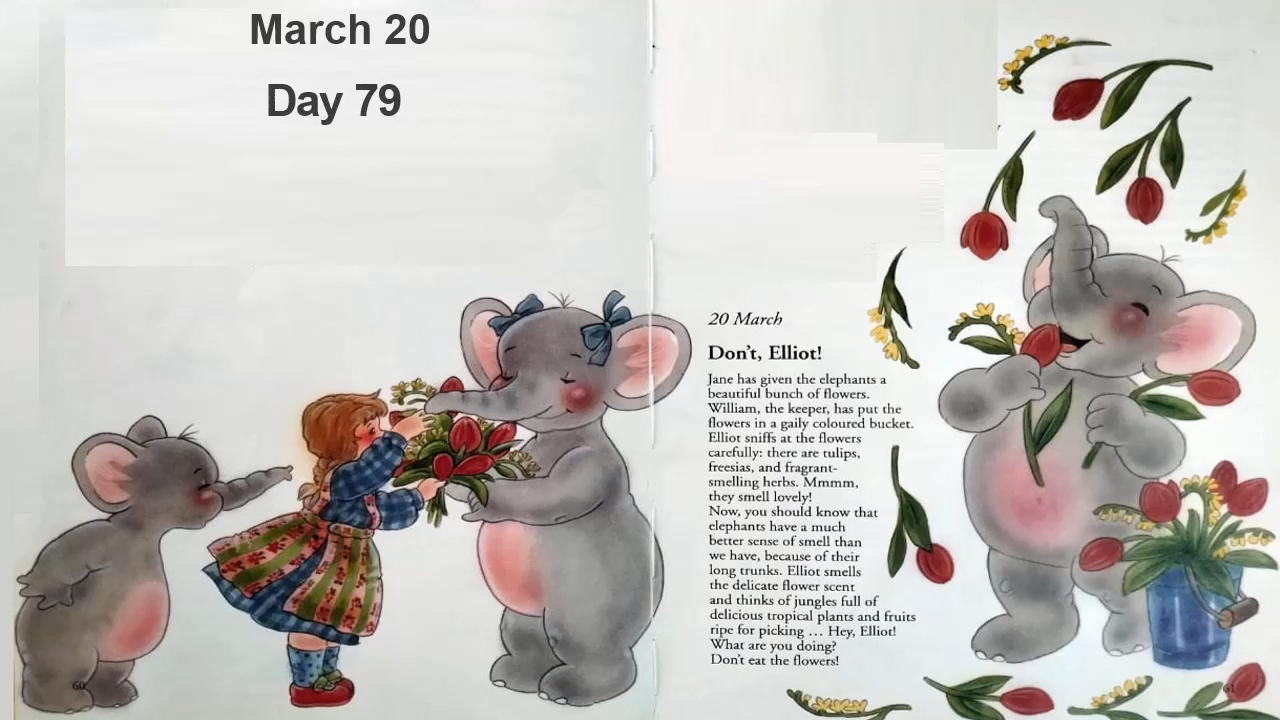 March 20
Day 79
20 March
Don't, Elliot!
Jane has given the elephants a
beautiful bunch of flowers.
William, the keeper, has put the
flowers in a gaily coloured bucket.
Elliot sniffs at the flowers
carefully: there are tulips,
freesias, and fragrant-
smelling herbs. Mmmm,
they smell lovely!
Now, you should know that
elephants have a much
better sense of smell than
we have, because of their
long trunks. Elliot smells
the delicate flower scent
and thinks of jungles full of
delicious tropical plants and fruits
ripe for picking … Hey, Elliot!
What are you doing?
Don't eat the flowers!
60
61